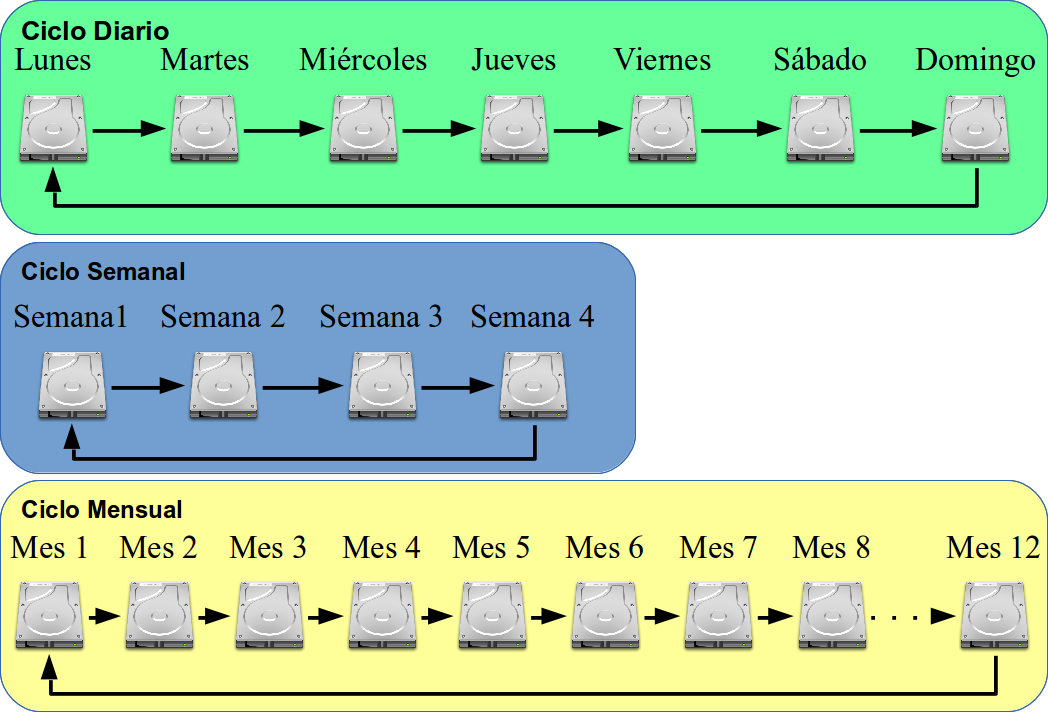 Ciclo Diario
Lunes Martes Miércoles Jueves Viernes Sábado Domingo
Ciclo Semanal
Semana1 Semana 2 Semana 3 Semana 4
Ciclo Mensual
Mes 1 Mes 2 Mes 3 Mes 4 Mes 5 Mes 6 Mes 7 Mes 8 Mes 12
. . .